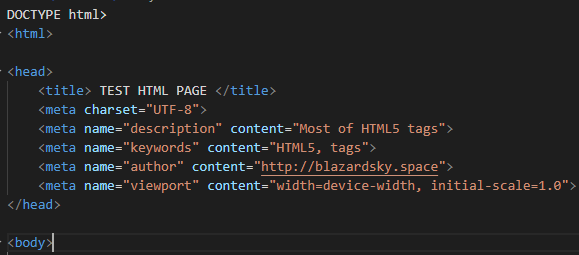 DOCTYPE html>
<html>
<head>
<title> TEST HTML PAGE </title>
<meta charset="UTF-8">
<meta name="description" content="Most of HTML5 tags">
<meta name="keywords" content="HTML5, tags">
<meta name="author" content="http://blazardsky.space">
<meta name="viewport" content="width=device-width, initial-scale=1.0">
</head>
<body>